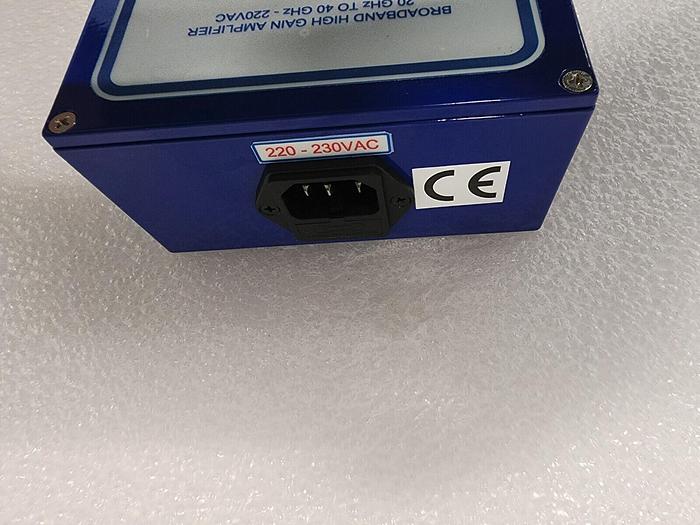 BROADBAND HIGH GAIN AMPLIFIER
20 GHz TO 40 GHz - 220VAC
220 - 230VAC
CE